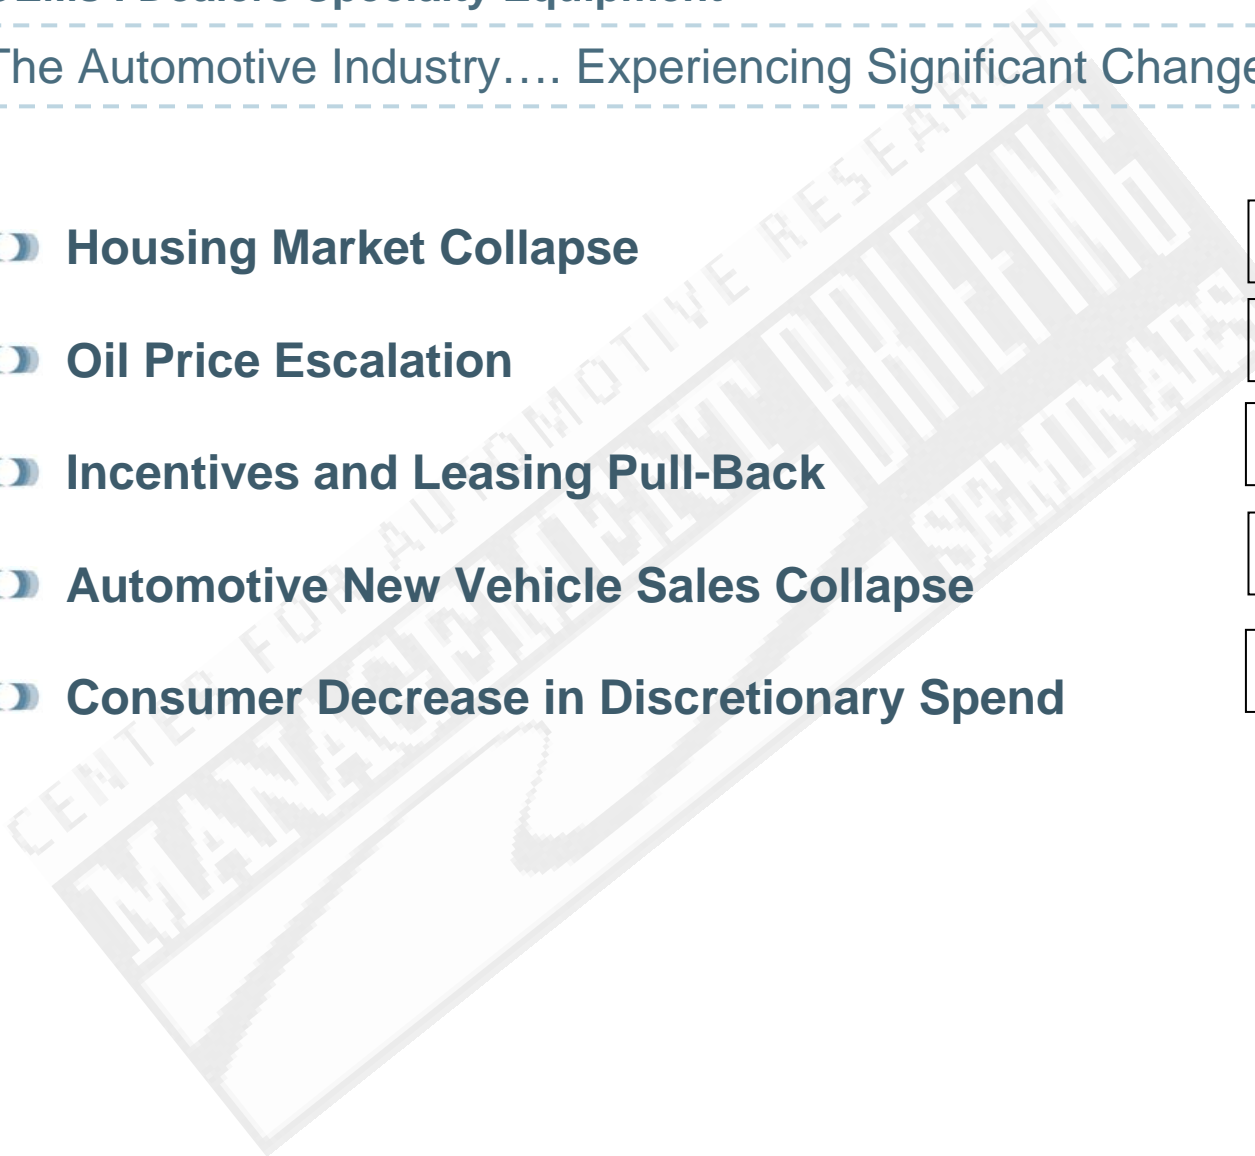 The Automotive Industry…. Experiencing Significant Change
Housing Market Collapse
Oil Price Escalation
Incentives and Leasing Pull-Back
Automotive New Vehicle Sales Collapse
Consumer Decrease in Discretionary Spend
CENTER FOR AUTOMOTIVE RESEARCH
MANAGEMENT BRIEFING
SEMINARS